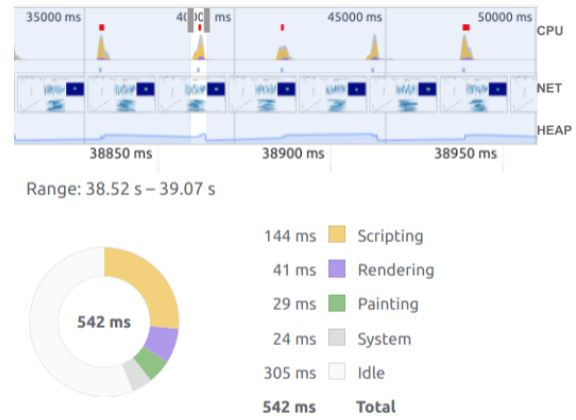 35000 ms 40000 ms 45000 ms 50000 ms
CPU
NET
HEAP
38850 ms 38900 ms 38950 ms
Range: 38.52 s – 39.07 s
144 ms Scripting
41 ms Rendering
542 ms
29 ms Painting
24 ms System
305 ms Idle
542 ms Total